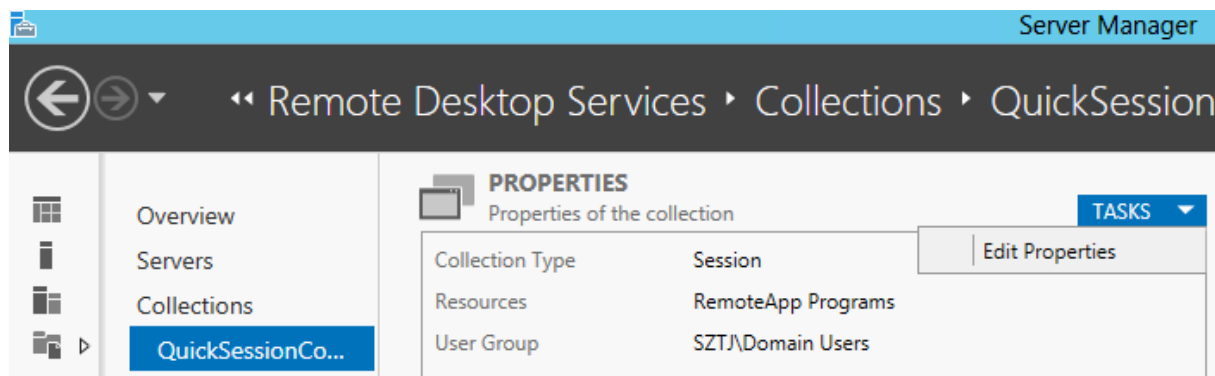 Server Manager
Remote Desktop Services Collections QuickSession
PROPERTIES
Properties of the collection
TASKS
Edit Properties
Overview
Servers
Collections
QuickSessionCo...
Collection Type Session
Resources RemoteApp Programs
User Group SZTJ\Domain Users